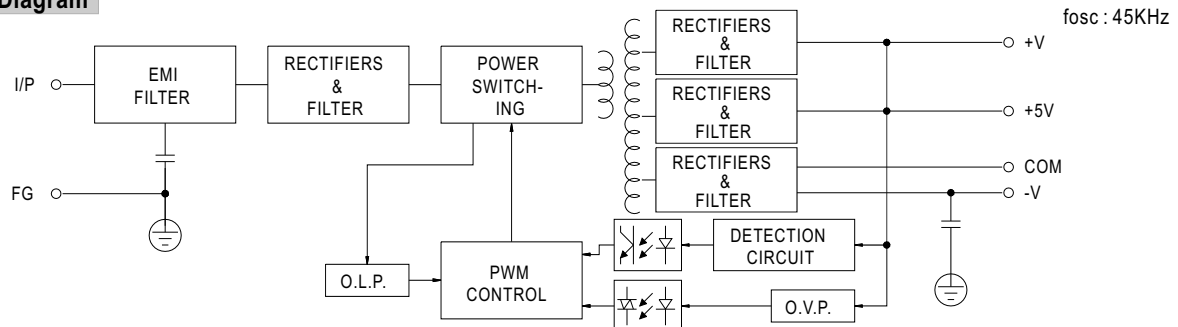 Diagram
fosc : 45KHz
RECTIFIERS
&
FILTER
+V
I/P
EMI
FILTER
RECTIFIERS
&
FILTER
POWER
SWITCH-
ING
RECTIFIERS
&
FILTER
+5V
RECTIFIERS
&
FILTER
COM
-V
FG
DETECTION
CIRCUIT
O.L.P.
PWM
CONTROL
O.V.P.